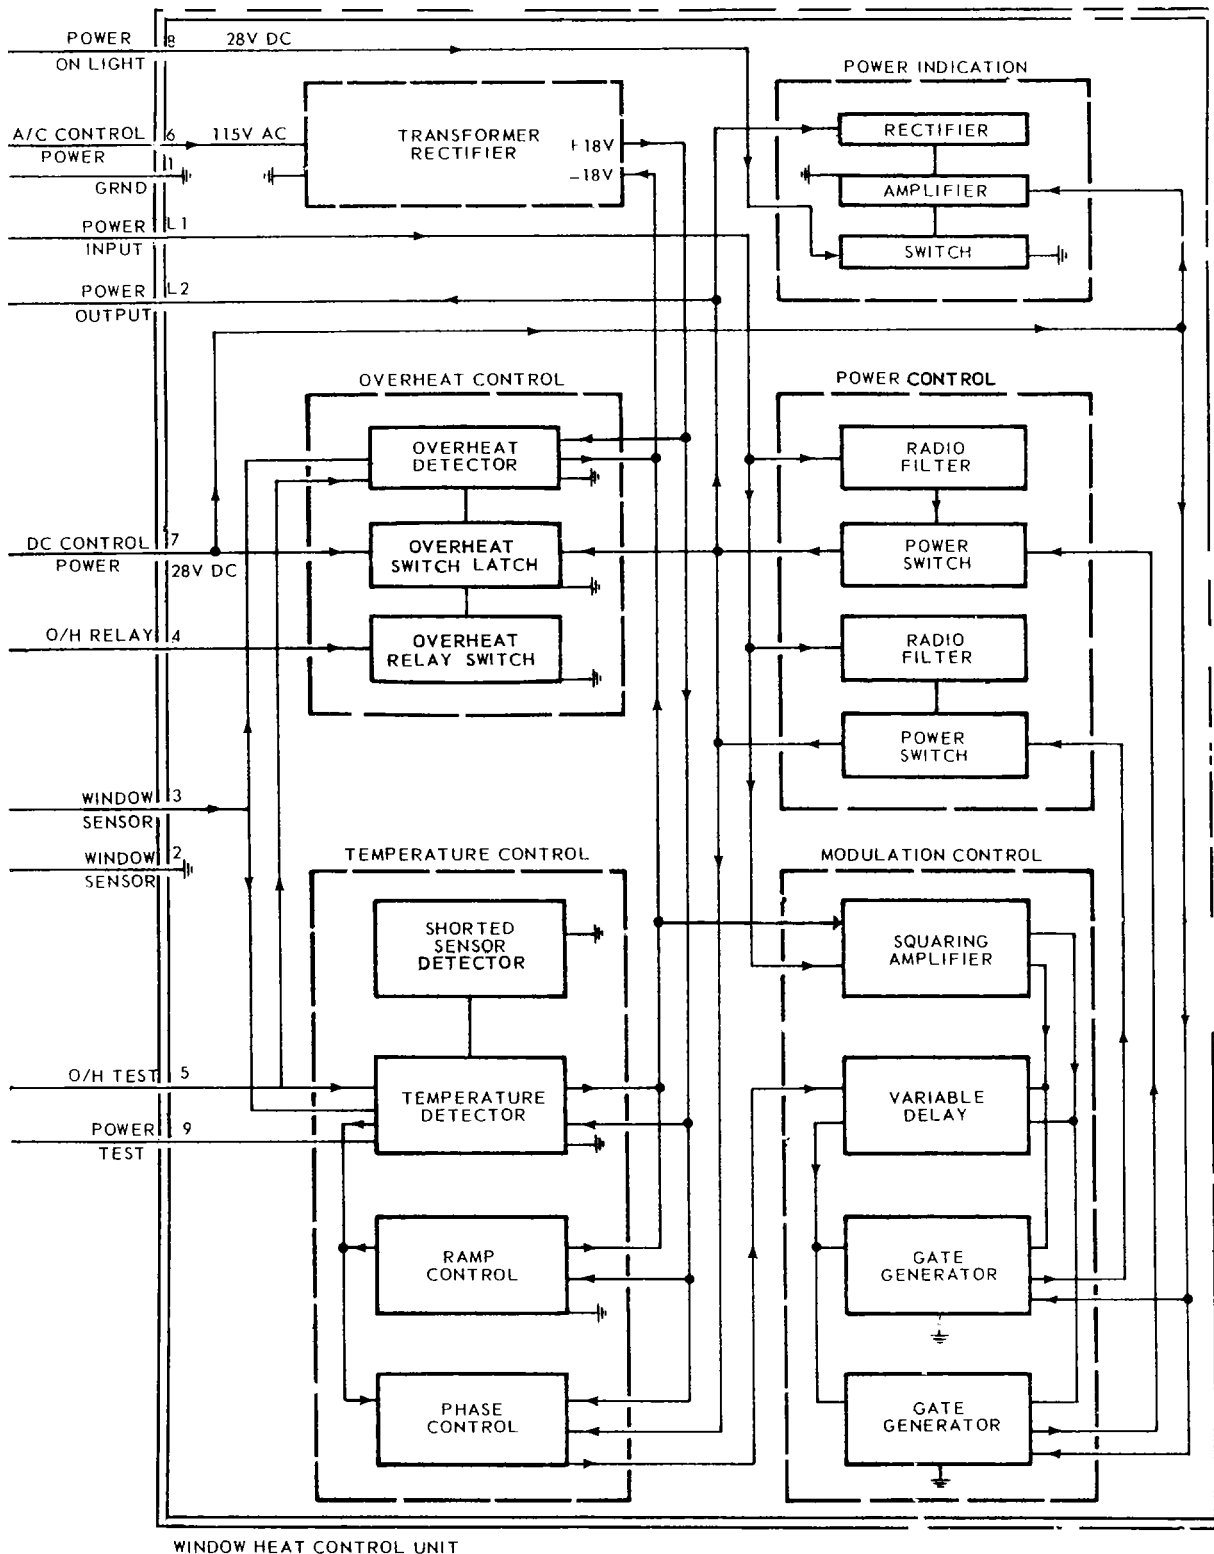 POWER 8 28V DC
ON LIGHT
POWER INDICATION
A/C CONTROL 6 115V AC
POWER
1
GRND
TRANSFORMER
RECTIFIER
+18V
–18V
RECTIFIER
AMPLIFIER
SWITCH
POWER L1
INPUT
POWER L2
OUTPUT
OVERHEAT CONTROL
OVERHEAT
DETECTOR
OVERHEAT
SWITCH LATCH
OVERHEAT
RELAY SWITCH
POWER CONTROL
RADIO
FILTER
POWER
SWITCH
RADIO
FILTER
POWER
SWITCH
DC CONTROL 7
POWER 28V DC
O/H RELAY 4
WINDOW 3
SENSOR
WINDOW 2
SENSOR
TEMPERATURE CONTROL
SHORTED
SENSOR
DETECTOR
TEMPERATURE
DETECTOR
RAMP
CONTROL
PHASE
CONTROL
MODULATION CONTROL
SQUARING
AMPLIFIER
VARIABLE
DELAY
GATE
GENERATOR
GATE
GENERATOR
O/H TEST 5
POWER 9
TEST
WINDOW HEAT CONTROL UNIT